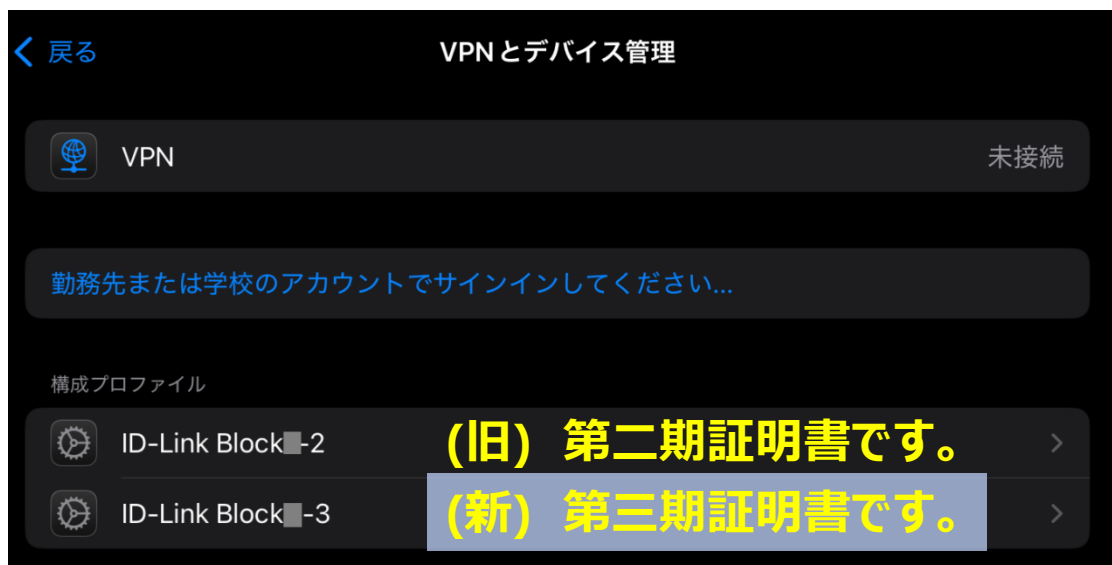 戻る
VPNとデバイス管理
VPN
未接続
勤務先または学校のアカウントでサインインしてください...
構成プロファイル
ID-Link Block -2
(旧) 第二期証明書です。
ID-Link Block -3
(新) 第三期証明書です。